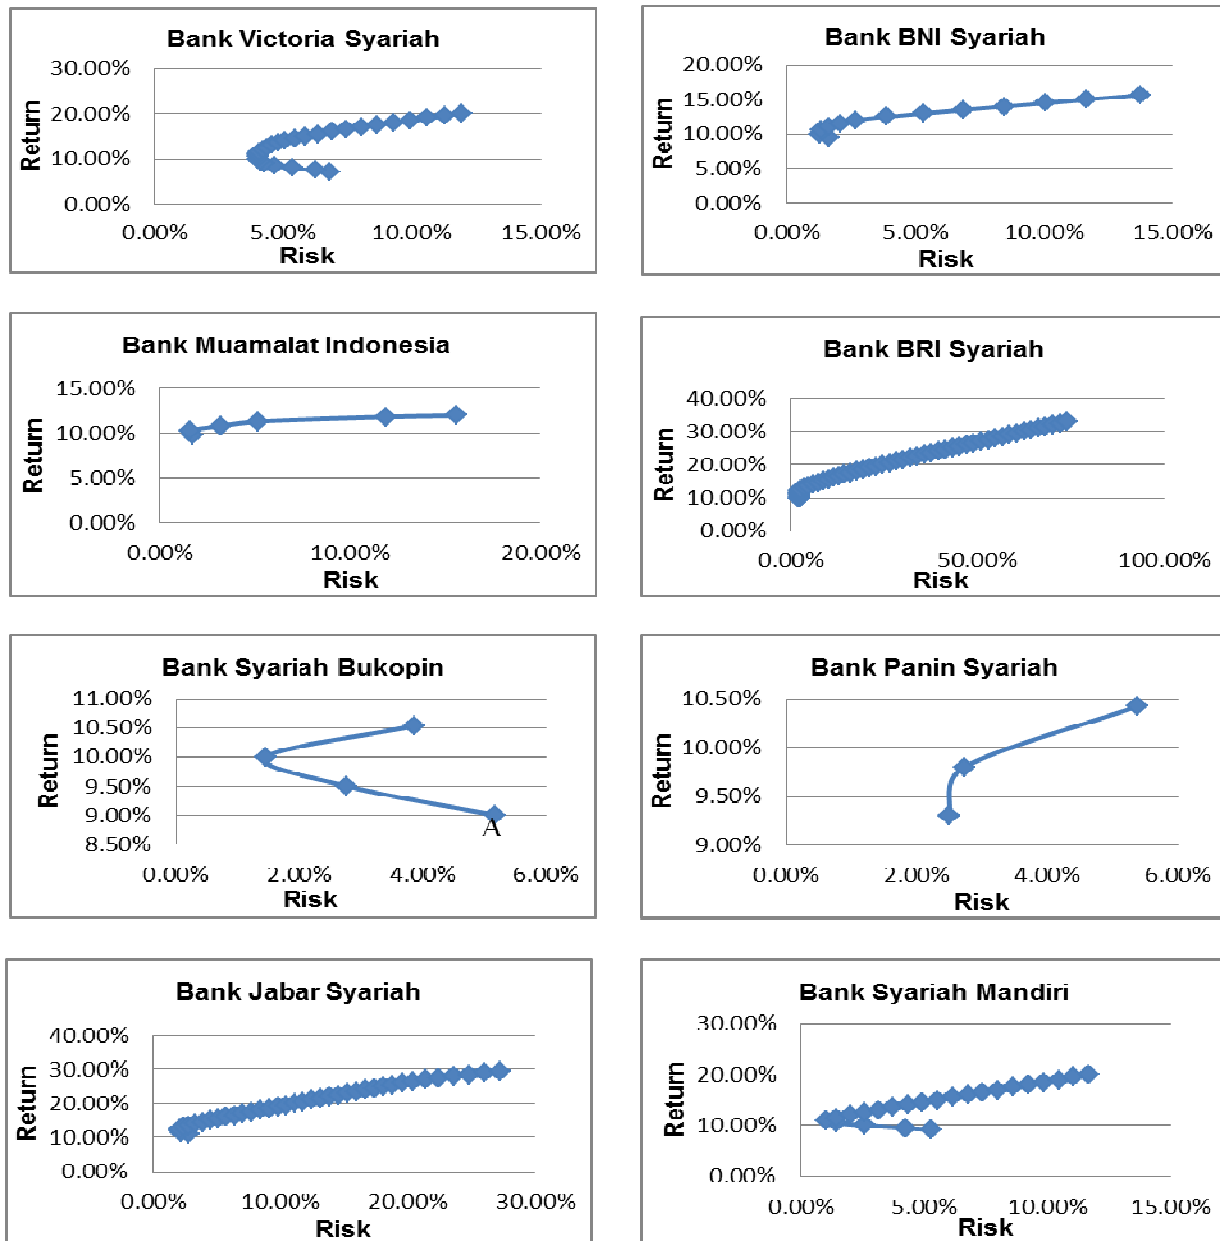 Bank Victoria Syariah
30.00%
20.00%
10.00%
0.00%
Return
0.00% 5.00% 10.00% 15.00%
Risk
Bank BNI Syariah
20.00%
15.00%
10.00%
5.00%
0.00%
Return
0.00% 5.00% 10.00% 15.00%
Risk
Bank Muamalat Indonesia
15.00%
10.00%
5.00%
0.00%
Return
0.00% 10.00% 20.00%
Risk
Bank BRI Syariah
40.00%
30.00%
20.00%
10.00%
0.00%
Return
0.00% 50.00% 100.00%
Risk
Bank Syariah Bukopin
11.00%
10.50%
10.00%
9.50%
9.00%
8.50%
Return
A
0.00% 2.00% 4.00% 6.00%
Risk
Bank Panin Syariah
10.50%
10.00%
9.50%
9.00%
Return
0.00% 2.00% 4.00% 6.00%
Risk
Bank Jabar Syariah
40.00%
30.00%
20.00%
10.00%
0.00%
Return
0.00% 10.00% 20.00% 30.00%
Risk
Bank Syariah Mandiri
30.00%
20.00%
10.00%
0.00%
Return
0.00% 5.00% 10.00% 15.00%
Risk